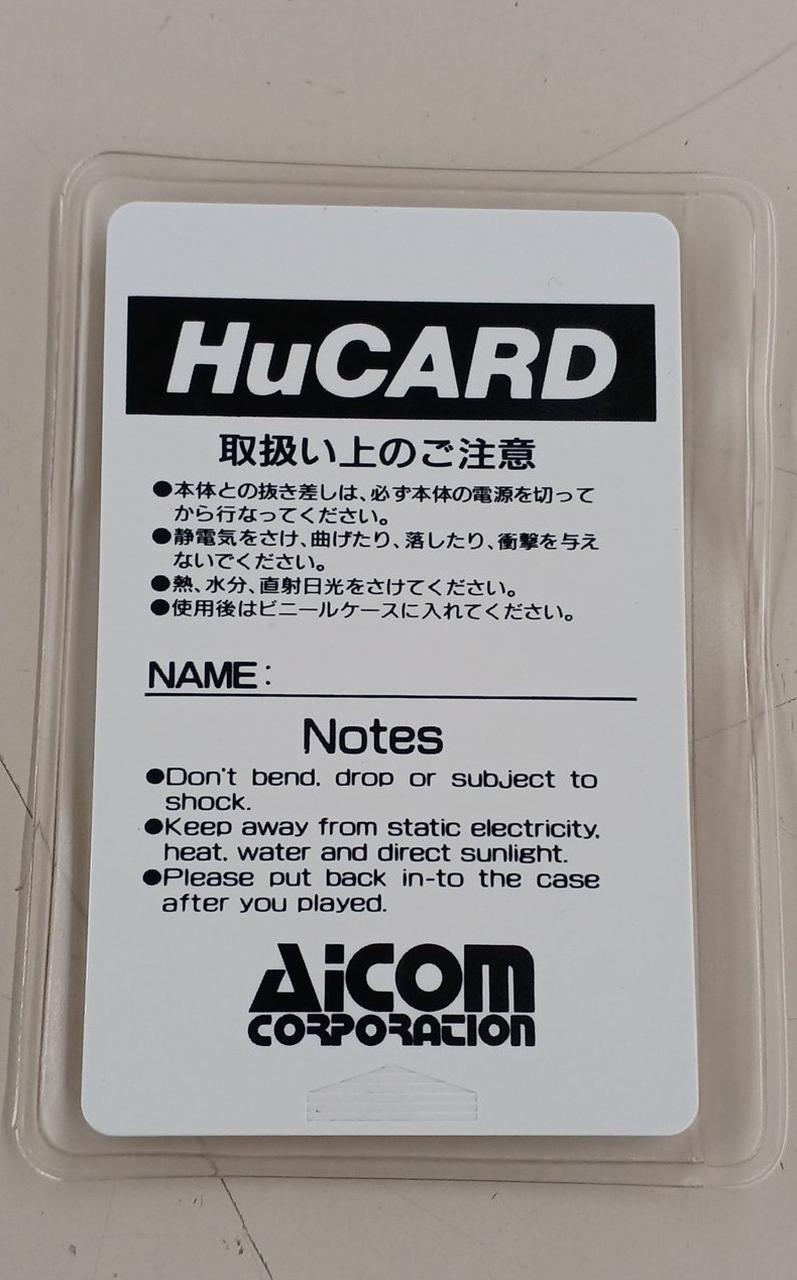 HuCARD
取扱い上のご注意
●本体との抜き差しは、必ず本体の電源を切って
から行なってください。
●静電気をさけ、曲げたり、落したり、衝撃を与え
ないでください。
●熱、水分、直射日光をさけてください。
●使用後はビニールケースに入れてください。
NAME:
Notes
●Don't bend, drop or subject to
shock.
●Keep away from static electricity,
heat, water and direct sunlight.
●Please put back in-to the case
after you played.
AiCOM
CORPORATION